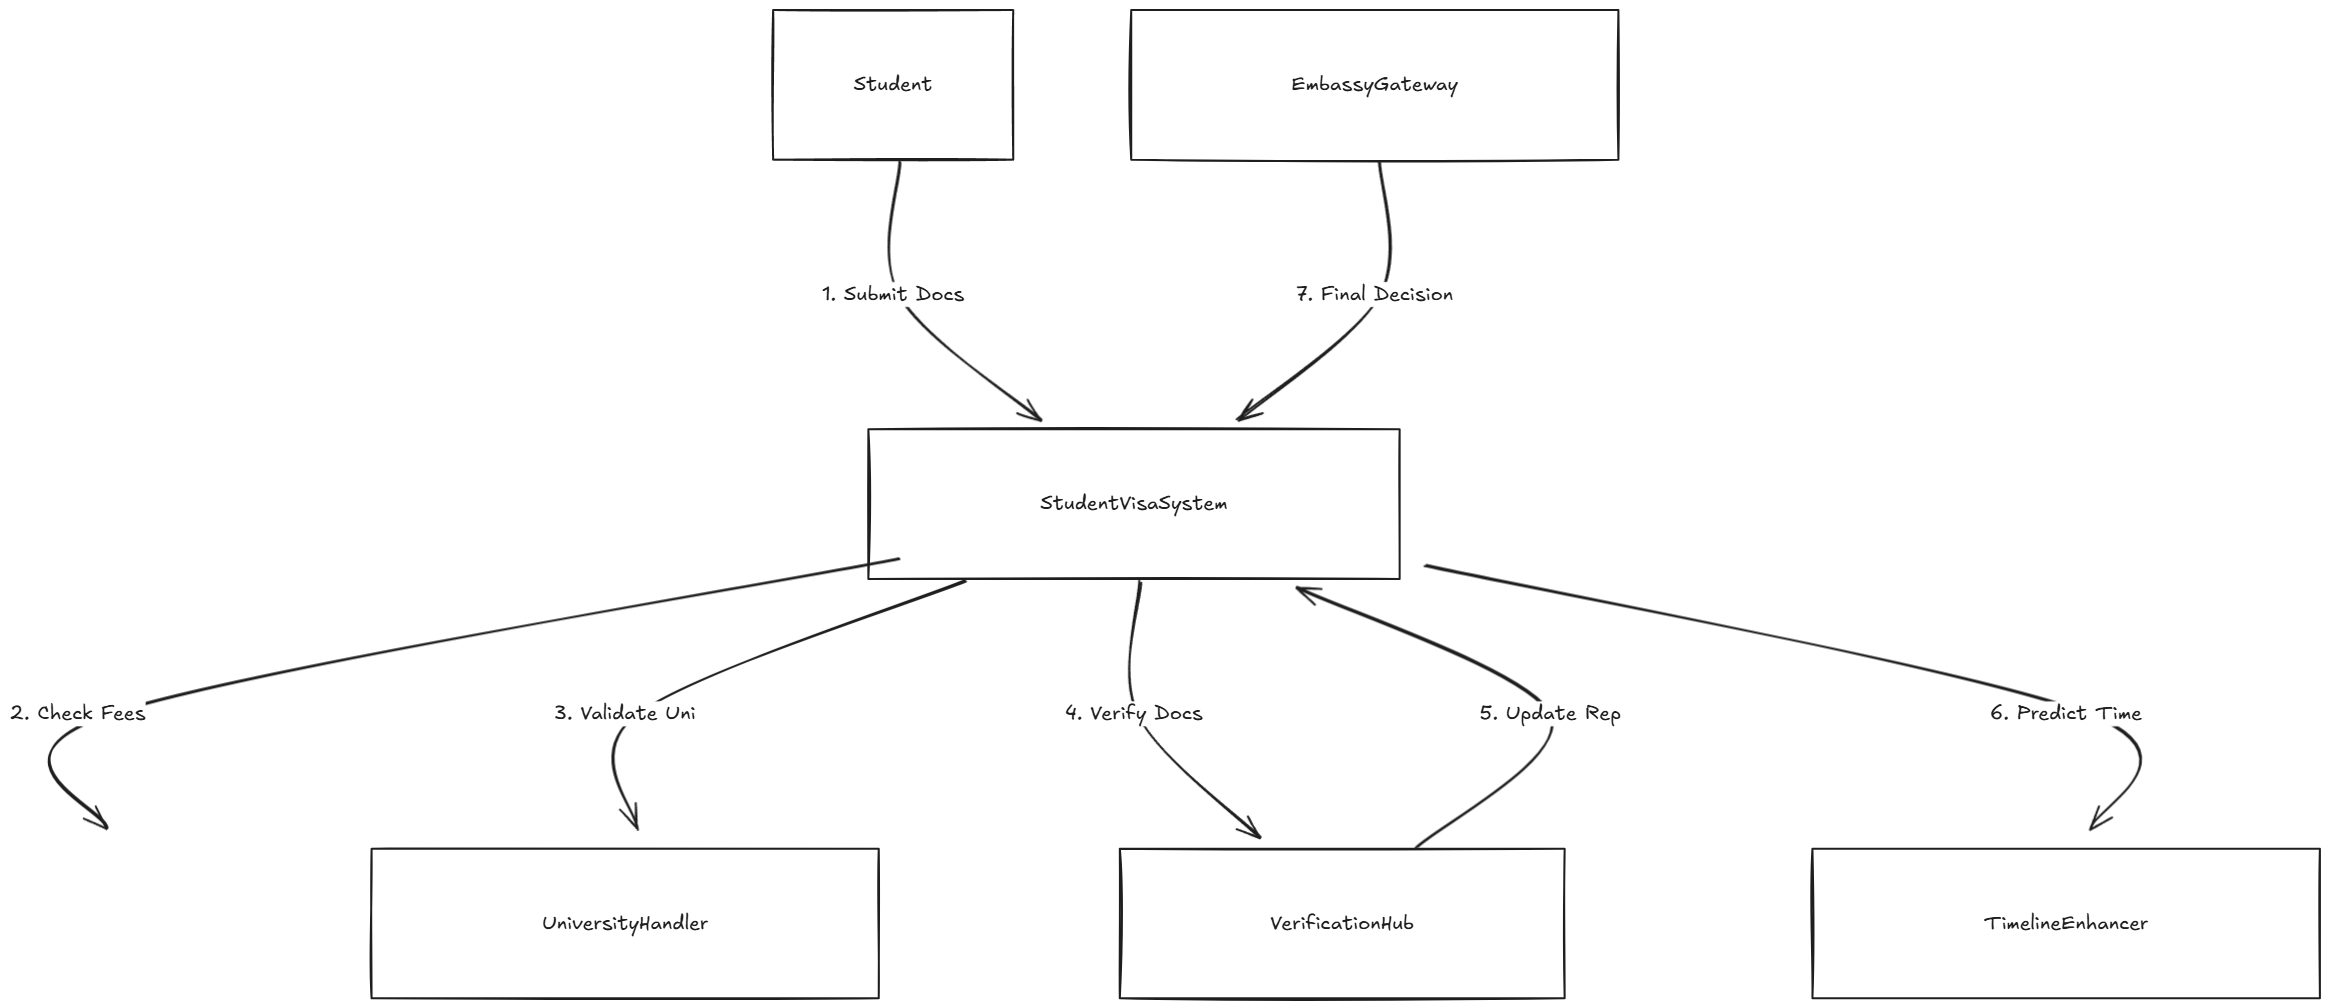 Student
EmbassyGateway
1. Submit Docs
7. Final Decision
StudentVisaSystem
2. Check Fees
3. Validate Uni
4. Verify Docs
5. Update Rep
6. Predict Time
UniversityHandler
VerificationHub
TimelineEnhancer